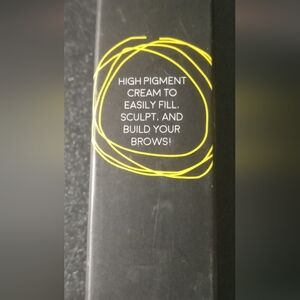 HIGH PIGMENT
CREAM TO
EASILY FILL,
SCULPT, AND
BUILD YOUR
BROWS!